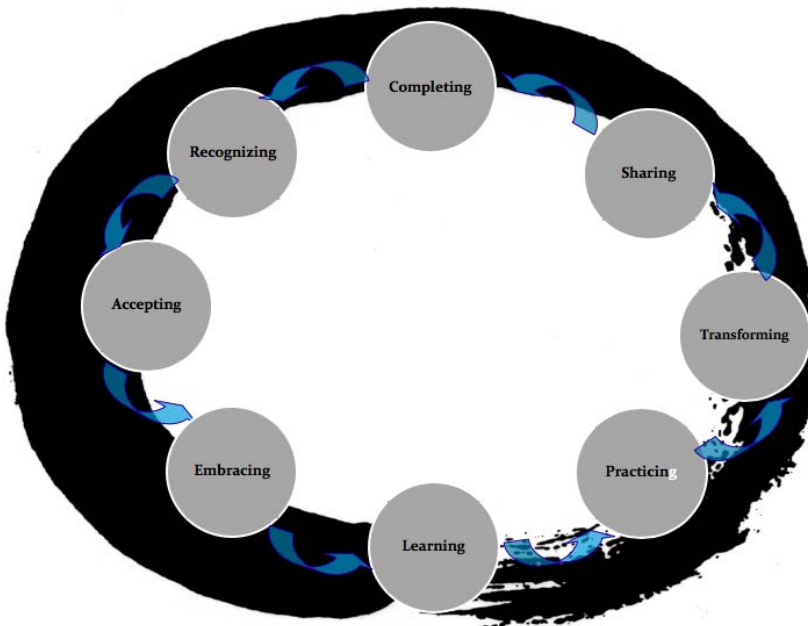 Completing
Recognizing
Sharing
Accepting
Transforming
Embracing
Practicing
Learning